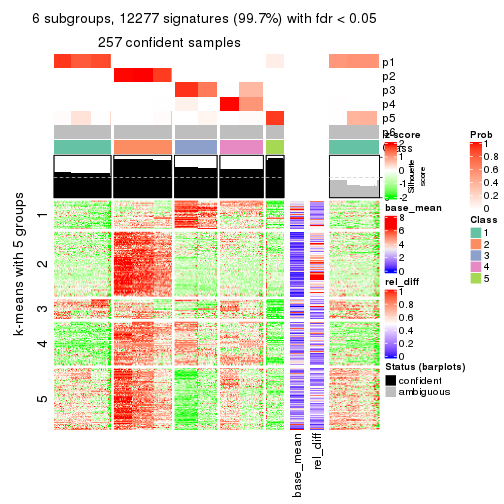 6 subgroups, 12277 signatures (99.7%) with fdr < 0.05
257 confident samples
p1
p2
p3
p4
p5
p6
Class
z-score
2
1
0
-1
-2
Silhouette
score
k-means with 5 groups
1
2
3
4
5
base_mean
rel_diff
base_mean
8
6
4
2
0
rel_diff
1
0.8
0.6
0.4
0.2
0
Status (barplots)
confident
ambiguous
Prob
1
0.8
0.6
0.4
0.2
0
Class
1
2
3
4
5